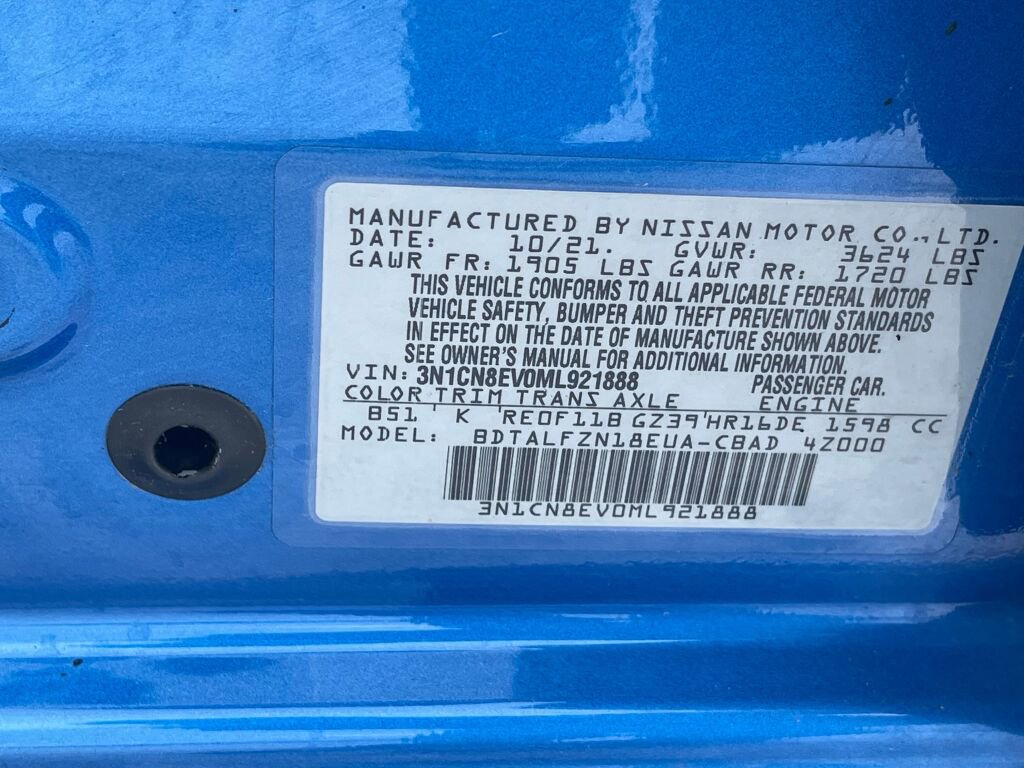 MANUFACTURED BY NISSAN MOTOR CO., LTD.
DATE: 10/21. GVWR: 3624 LBS
GAWR FR: 1905 LBS GAWR RR: 1720 LBS
THIS VEHICLE CONFORMS TO ALL APPLICABLE FEDERAL MOTOR
VEHICLE SAFETY, BUMPER AND THEFT PREVENTION STANDARDS
IN EFFECT ON THE DATE OF MANUFACTURE SHOWN ABOVE.
SEE OWNER'S MANUAL FOR ADDITIONAL INFORMATION.
VIN: 3N1CN8EV0ML921888 PASSENGER CAR.
COLOR TRIM TRANS AXLE ENGINE
B51 K RE0F11B GZ39 HR16DE 1598 CC
MODEL: BDTALFZN18EUA-CBAD 4Z000
3N1CN8EV0ML921888